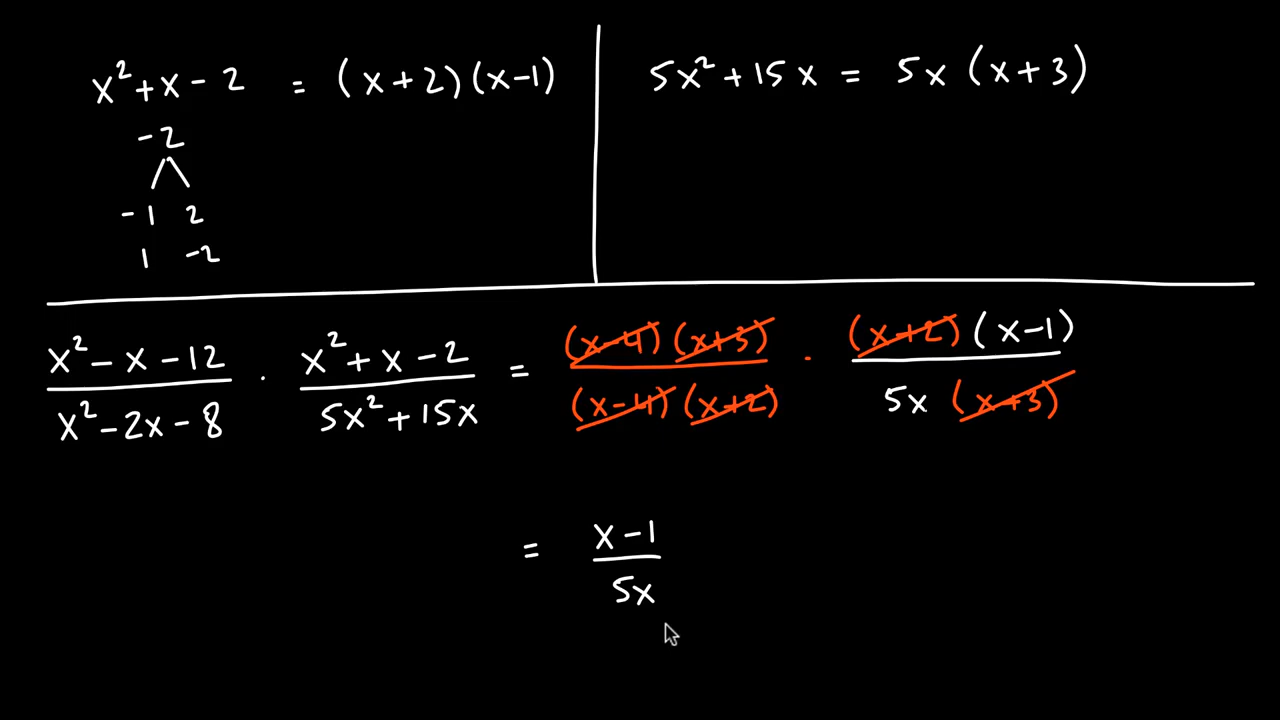 x² + x - 2 = (x + 2)(x - 1)
-2
-1 2
1 -2
5x² + 15x = 5x (x + 3)
(x² - x - 12)/(x² - 2x - 8) · (x² + x - 2)/(5x² + 15x) = ((x - 4)(x + 3))/((x - 4)(x + 2)) · ((x + 2)(x - 1))/(5x (x + 3))
= (x - 1)/(5x)